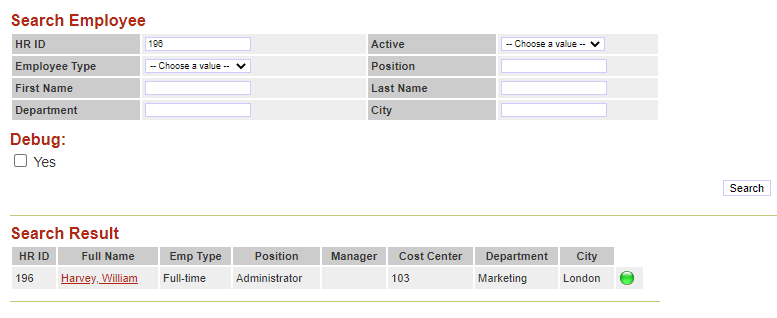 Search Employee
HR ID 196 Active -- Choose a value --
Employee Type -- Choose a value -- Position
First Name Last Name
Department City
Debug:
Yes
Search
Search Result
HR ID Full Name Emp Type Position Manager Cost Center Department City
196 Harvey, William Full-time Administrator 103 Marketing London